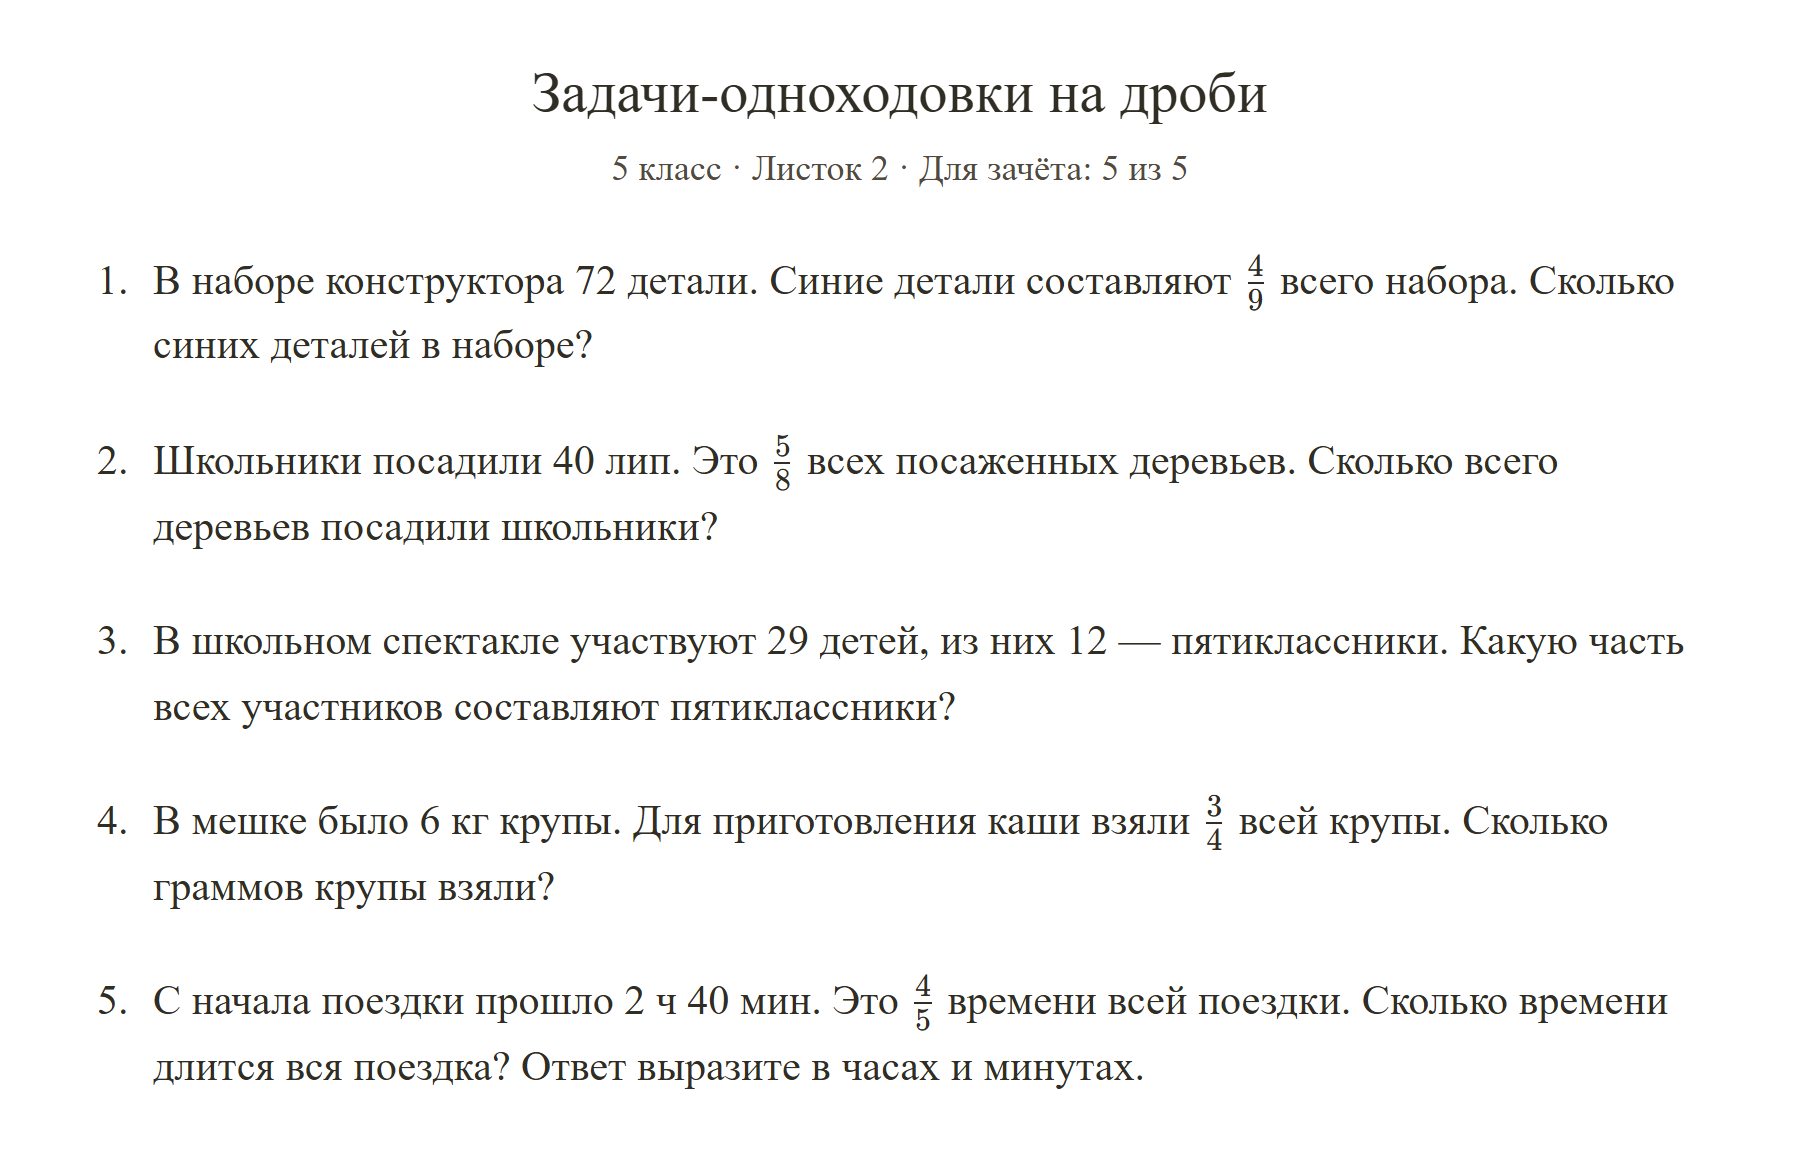 Задачи-одноходовки на дроби
5 класс · Листок 2 · Для зачёта: 5 из 5
1. В наборе конструктора 72 детали. Синие детали составляют 4/9 всего набора. Сколько
синих деталей в наборе?
2. Школьники посадили 40 лип. Это 5/8 всех посаженных деревьев. Сколько всего
деревьев посадили школьники?
3. В школьном спектакле участвуют 29 детей, из них 12 — пятиклассники. Какую часть
всех участников составляют пятиклассники?
4. В мешке было 6 кг крупы. Для приготовления каши взяли 3/4 всей крупы. Сколько
граммов крупы взяли?
5. С начала поездки прошло 2 ч 40 мин. Это 4/5 времени всей поездки. Сколько времени
длится вся поездка? Ответ выразите в часах и минутах.